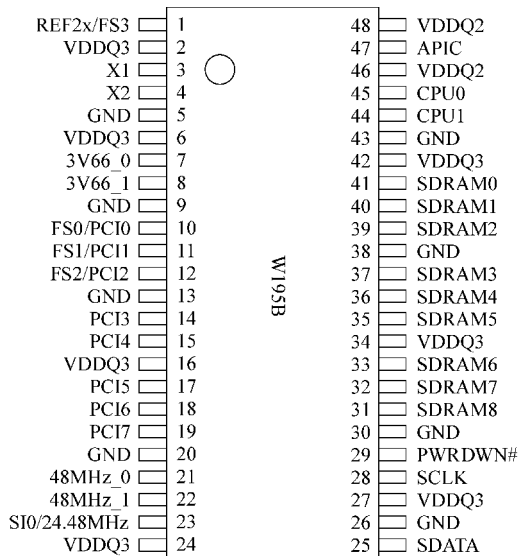 REF2x/FS3 1 48 VDDQ2
VDDQ3 2 47 APIC
X1 3 46 VDDQ2
X2 4 45 CPU0
GND 5 44 CPU1
VDDQ3 6 43 GND
3V66_0 7 42 VDDQ3
3V66_1 8 41 SDRAM0
GND 9 40 SDRAM1
FS0/PCI0 10 39 SDRAM2
FS1/PCI1 11 38 GND
FS2/PCI2 12 37 SDRAM3
GND 13 36 SDRAM4
PCI3 14 35 SDRAM5
PCI4 15 34 VDDQ3
VDDQ3 16 33 SDRAM6
PCI5 17 32 SDRAM7
PCI6 18 31 SDRAM8
PCI7 19 30 GND
GND 20 29 PWRDWN#
48MHz_0 21 28 SCLK
48MHz_1 22 27 VDDQ3
SI0/24.48MHz 23 26 GND
VDDQ3 24 25 SDATA
W195B